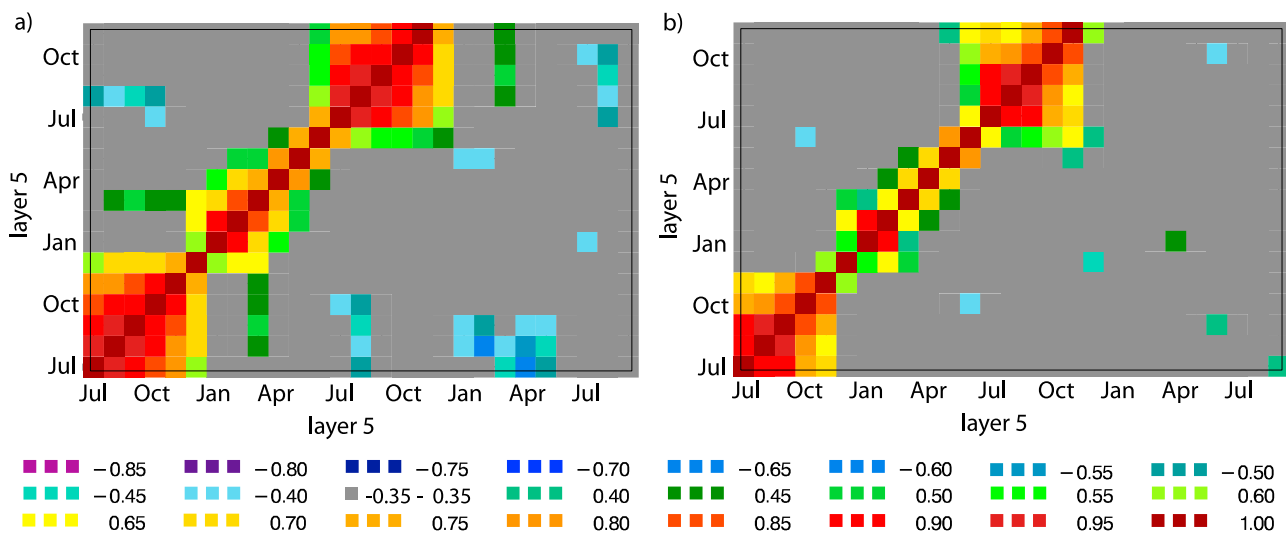 a)
b)
Oct
Jul
Apr
Jan
Oct
Jul
layer 5
Jul Oct Jan Apr Jul Oct Jan Apr Jul
layer 5
Oct
Jul
Apr
Jan
Oct
Jul
layer 5
Jul Oct Jan Apr Jul Oct Jan Apr Jul
layer 5
−0.85 −0.80 −0.75 −0.70 −0.65 −0.60 −0.55 −0.50
−0.45 −0.40 -0.35 - 0.35 0.40 0.45 0.50 0.55 0.60
0.65 0.70 0.75 0.80 0.85 0.90 0.95 1.00